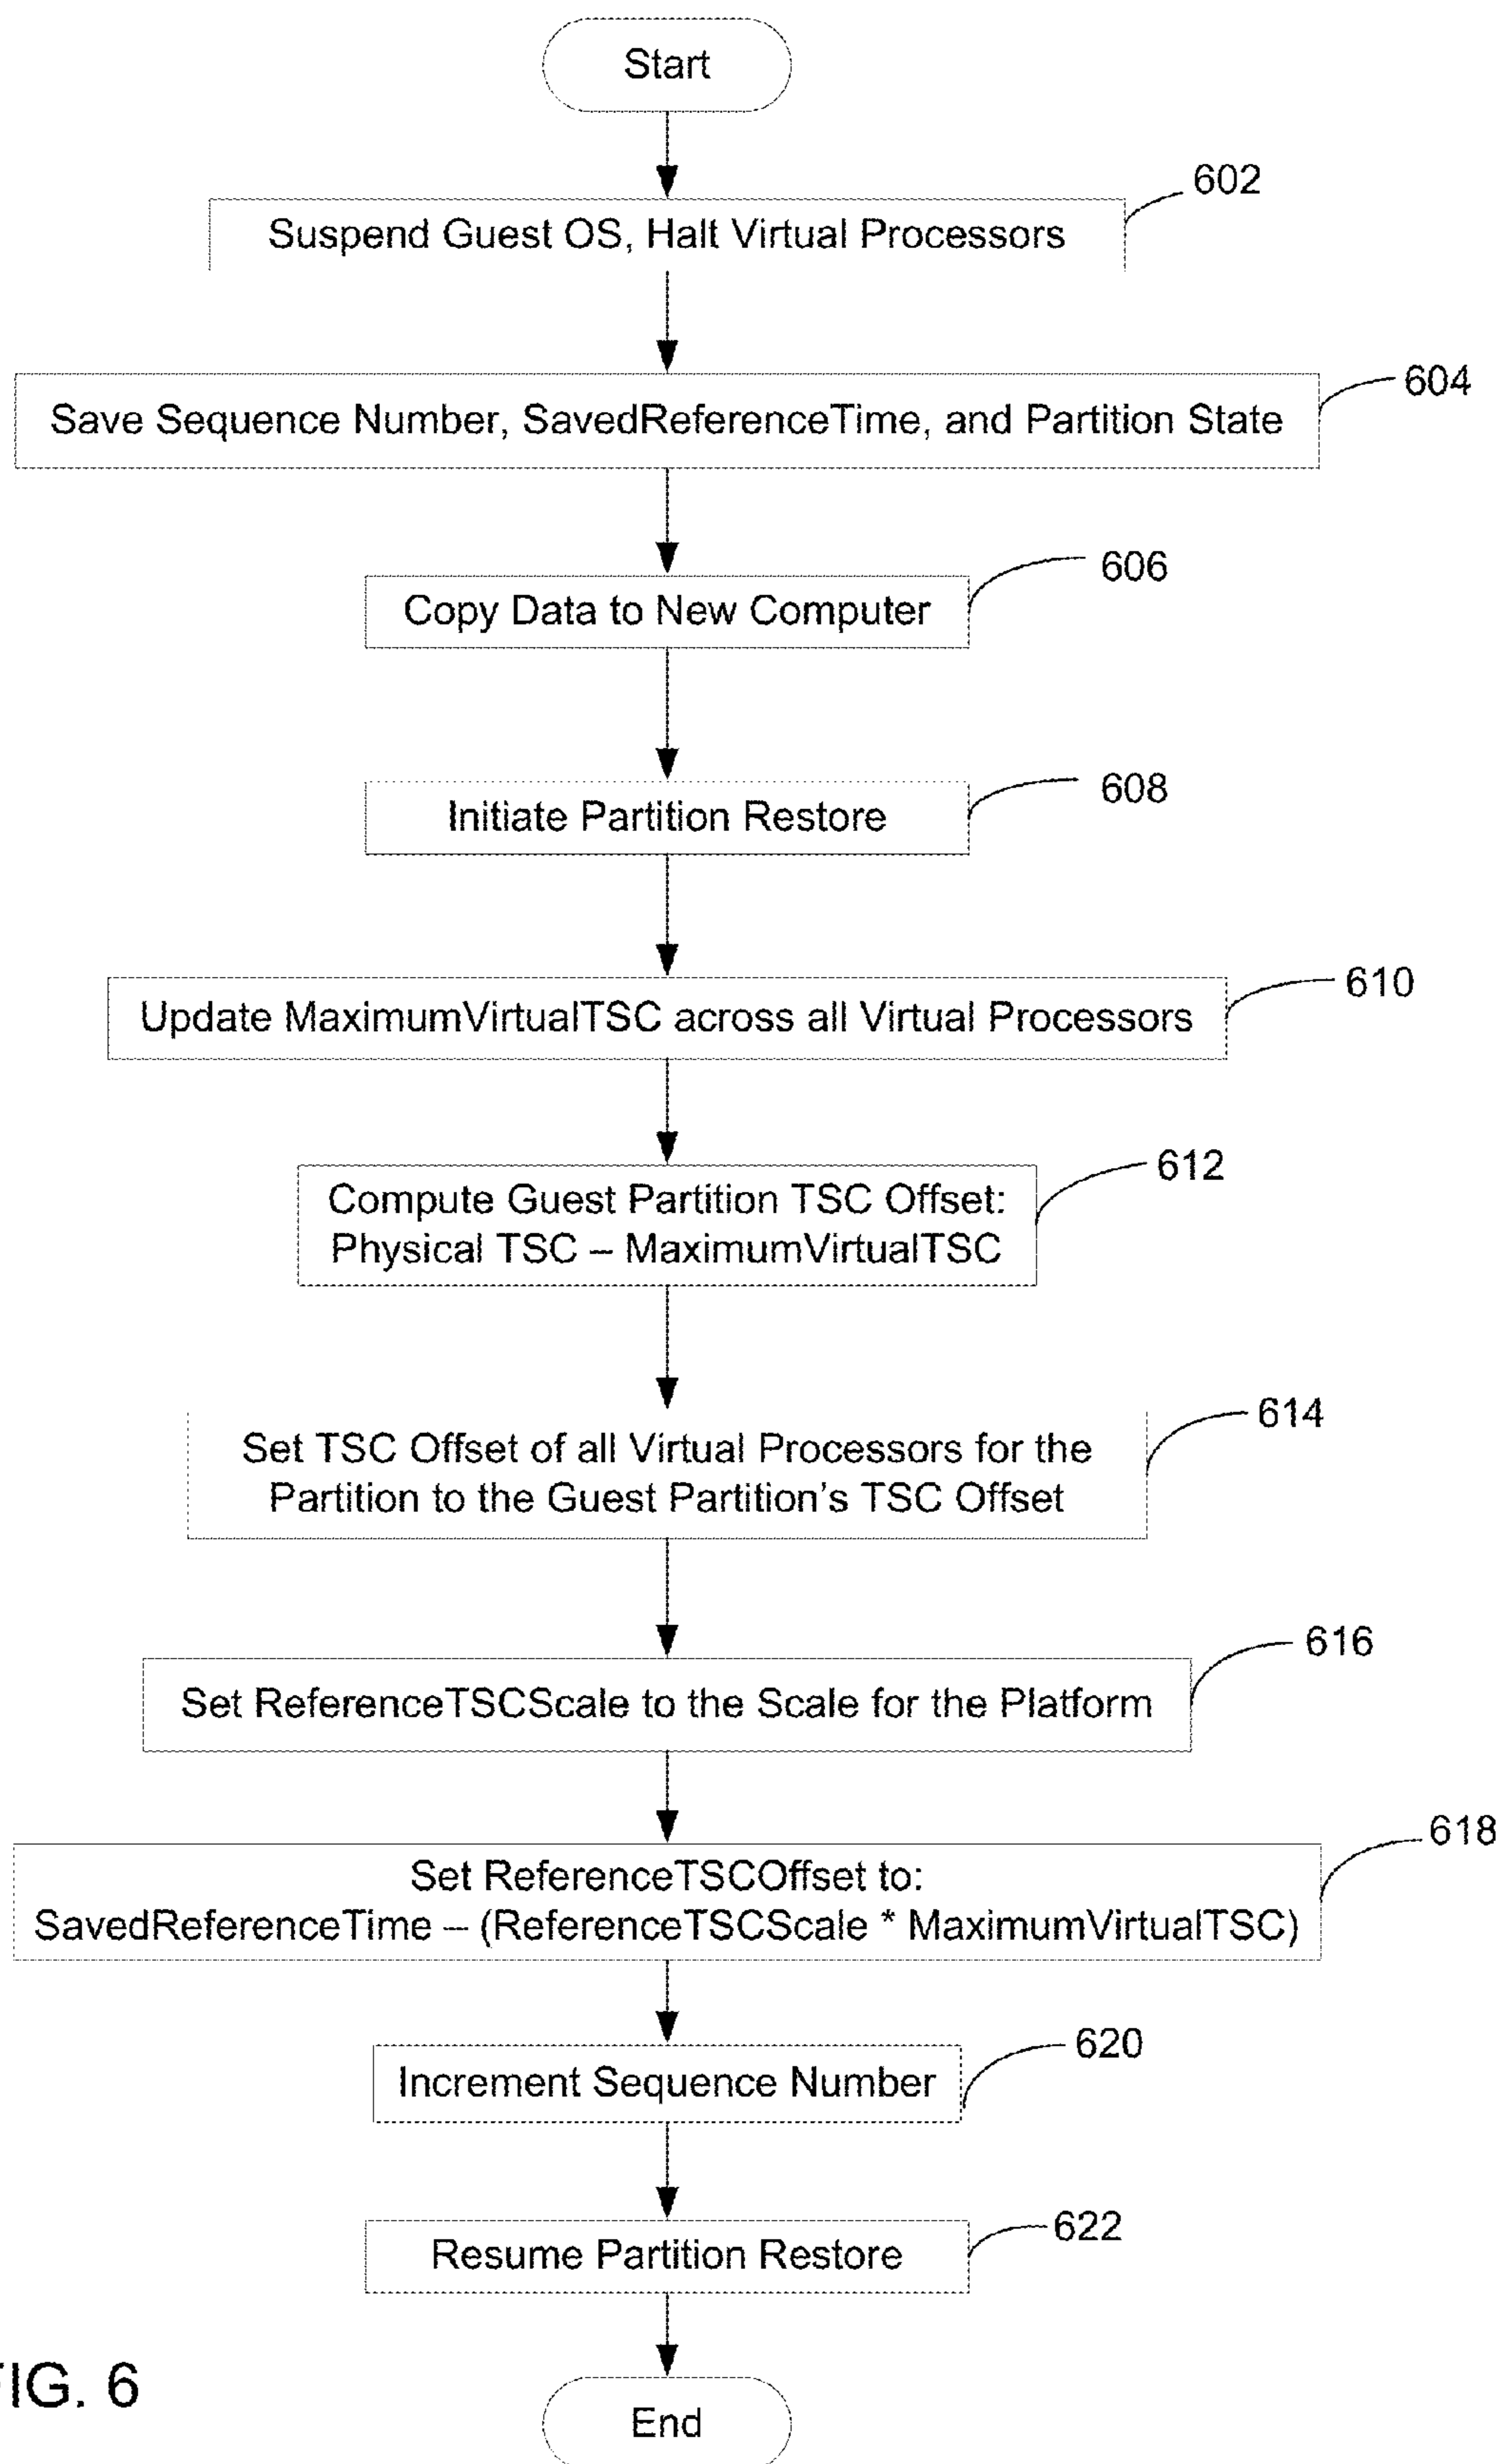 Start
602
Suspend Guest OS, Halt Virtual Processors
604
Save Sequence Number, SavedReferenceTime, and Partition State
606
Copy Data to New Computer
608
Initiate Partition Restore
610
Update MaximumVirtualTSC across all Virtual Processors
612
Compute Guest Partition TSC Offset:
Physical TSC – MaximumVirtualTSC
614
Set TSC Offset of all Virtual Processors for the
Partition to the Guest Partition's TSC Offset
616
Set ReferenceTSCScale to the Scale for the Platform
618
Set ReferenceTSCOffset to:
SavedReferenceTime – (ReferenceTSCScale * MaximumVirtualTSC)
620
Increment Sequence Number
622
Resume Partition Restore
FIG. 6
End